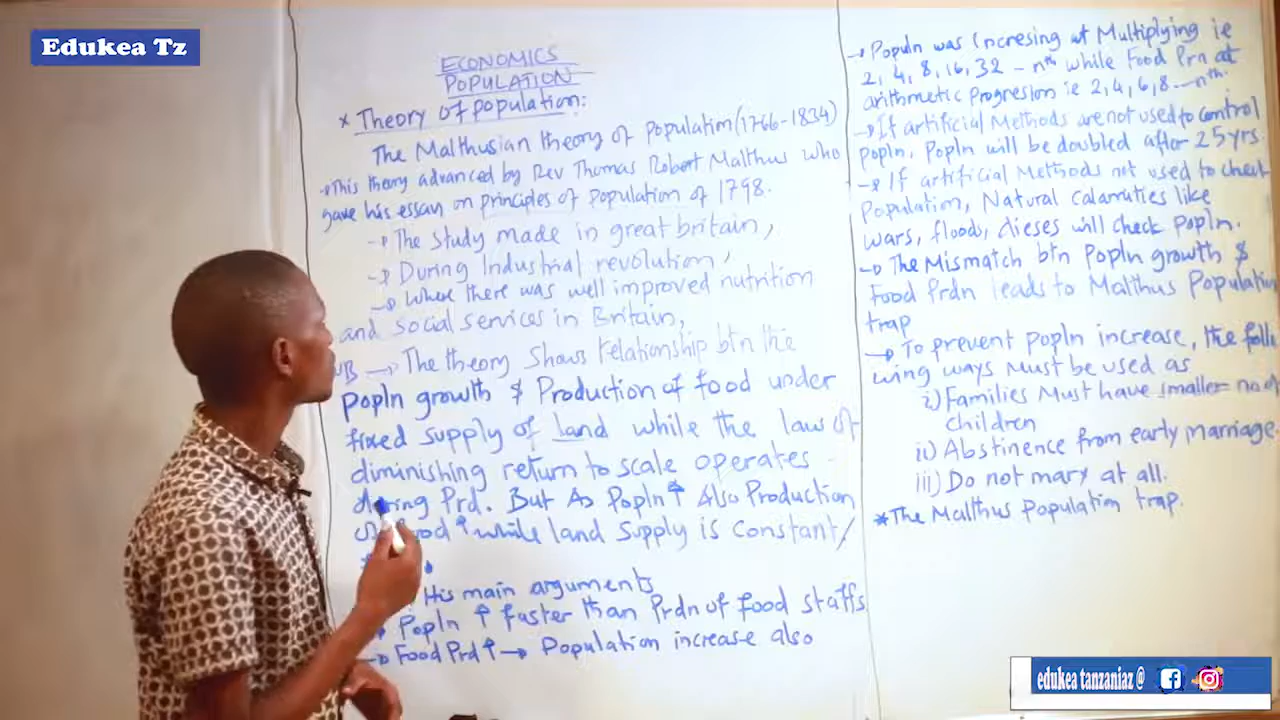 Edukea Tz
ECONOMICS
POPULATION
* Theory of population:
The Malthusian theory of Population (1766-1834)
→ This theory advanced by Rev Thomas Robert Malthus who
gave his essay on principles of population of 1798.
→ The study made in great britain,
→ During Industrial revolution,
→ Where there was well improved nutrition
and social services in Britain,
→ The theory shows relationship btn the
popln growth & Production of food under
fixed supply of land while the law of
diminishing return to scale operates
during Prd. But As Popln ↑ Also Production
food ↑ while land supply is constant/
His main arguments
→ Popln ↑ faster than Prdn of food staffs
→ Food Prd ↑ → Population increase also
→ Populn was Incresing at Multiplying ie
2, 4, 8, 16, 32 - nth while Food Prn at
arithmetic progresion ie 2, 4, 6, 8 -- nth.
→ If artificial Methods are not used to control
popln, Popln will be doubled after 25 yrs.
→ If artificial Methods not used to check
Population, Natural calamities like
wars, flood, dieses will check popln.
→ The Mismatch btn Popln growth &
Food Prdn leads to Malthus Population
trap
→ To prevent popln increase, the follo
wing ways Must be used as
i) Families Must have smaller no of
children
ii) Abstinence from early marriage.
iii) Do not mary at all.
* The Malthus Population trap.
edukea tanzaniaz @